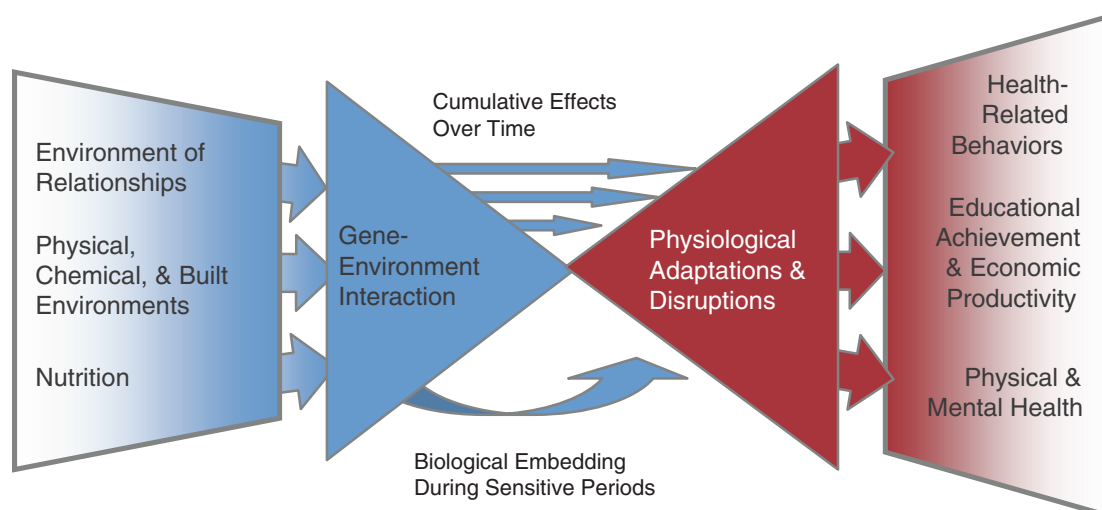 Environment of
Relationships
Physical,
Chemical, & Built
Environments
Nutrition
Gene-
Environment
Interaction
Cumulative Effects
Over Time
Biological Embedding
During Sensitive Periods
Physiological
Adaptations &
Disruptions
Health-
Related
Behaviors
Educational
Achievement
& Economic
Productivity
Physical &
Mental Health